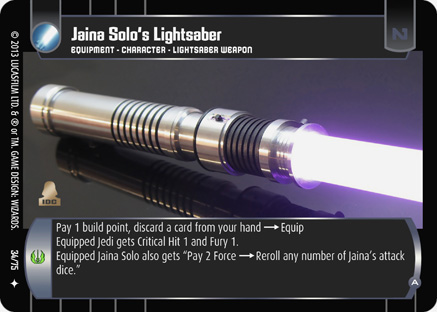 Jaina Solo's Lightsaber
EQUIPMENT - CHARACTER - LIGHTSABER WEAPON
N
© 2013 LUCASFILM LTD. & ® or TM. GAME DESIGN: WIZARDS.
34/75
IDC
Pay 1 build point, discard a card from your hand → Equip
Equipped Jedi gets Critical Hit 1 and Fury 1.
Equipped Jaina Solo also gets “Pay 2 Force → Reroll any number of Jaina's attack
dice.”
A